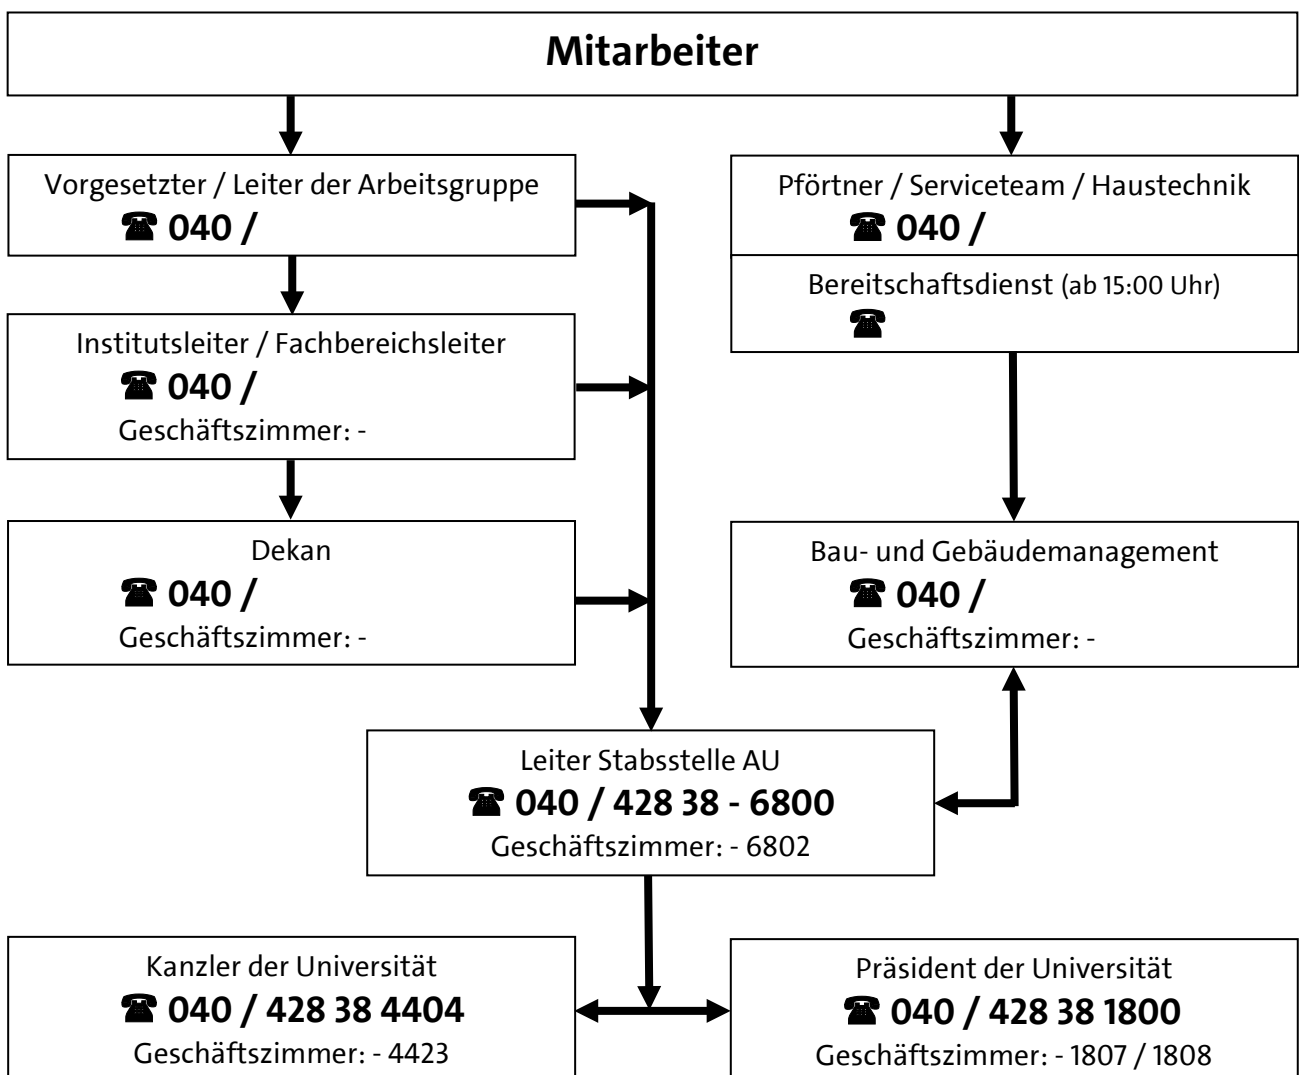 Mitarbeiter
Vorgesetzter / Leiter der Arbeitsgruppe
☎ 040 /
Institutsleiter / Fachbereichsleiter
☎ 040 /
Geschäftszimmer: -
Dekan
☎ 040 /
Geschäftszimmer: -
Pförtner / Serviceteam / Haustechnik
☎ 040 /
Bereitschaftsdienst (ab 15:00 Uhr)
☎
Bau- und Gebäudemanagement
☎ 040 /
Geschäftszimmer: -
Leiter Stabsstelle AU
☎ 040 / 428 38 - 6800
Geschäftszimmer: - 6802
Kanzler der Universität
☎ 040 / 428 38 4404
Geschäftszimmer: - 4423
Präsident der Universität
☎ 040 / 428 38 1800
Geschäftszimmer: - 1807 / 1808